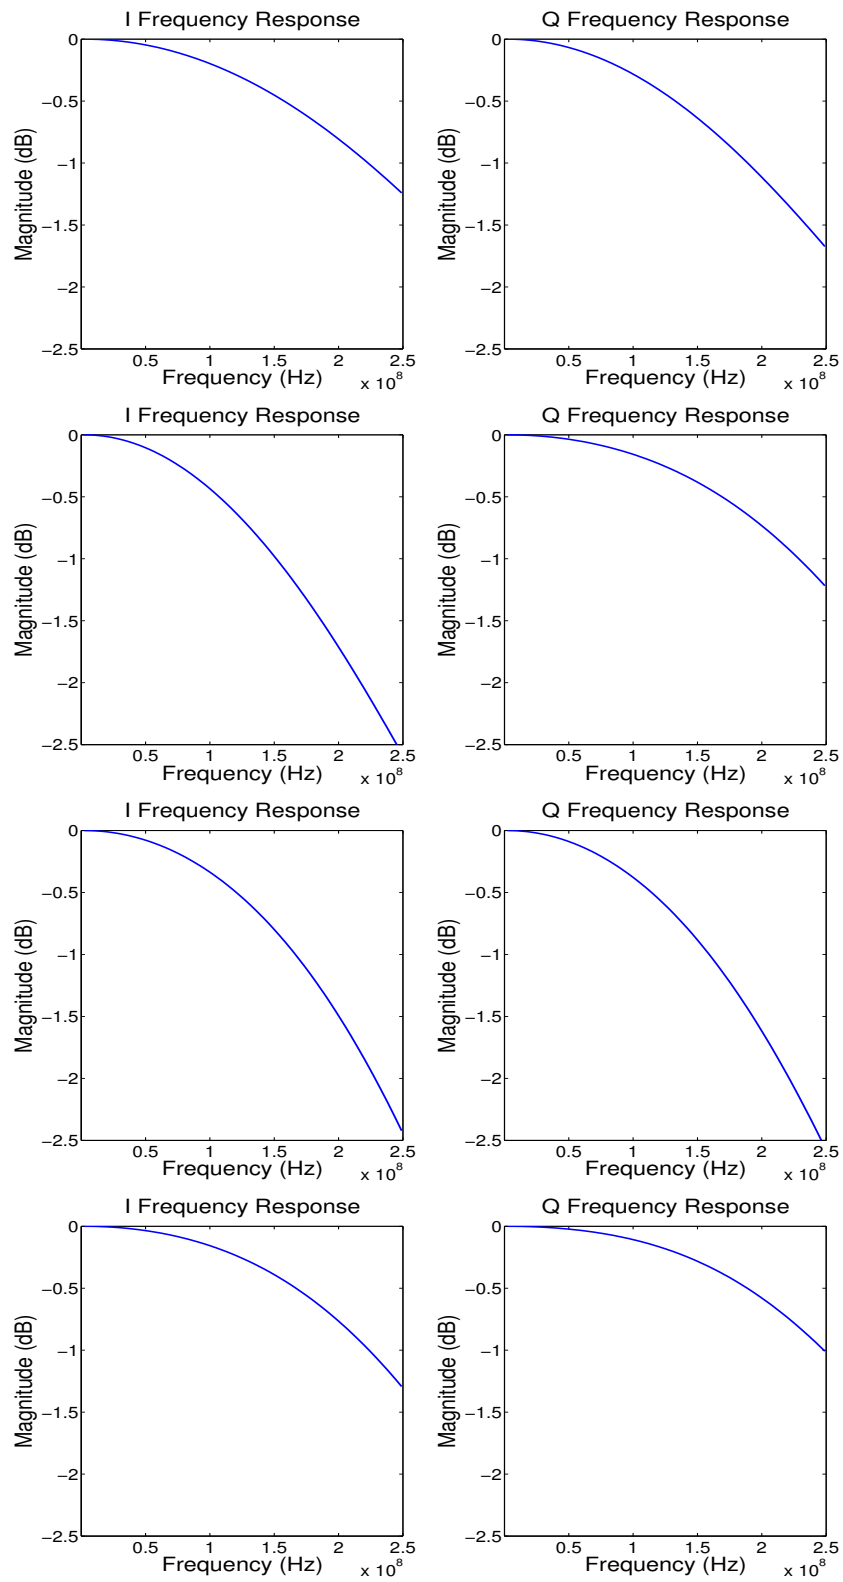 I Frequency Response
0
−0.5
−1
−1.5
−2
−2.5
Magnitude (dB)
0.5 1 1.5 2 2.5
Frequency (Hz)
x 10^8
Q Frequency Response
0
−0.5
−1
−1.5
−2
−2.5
Magnitude (dB)
0.5 1 1.5 2 2.5
Frequency (Hz)
x 10^8
I Frequency Response
0
−0.5
−1
−1.5
−2
−2.5
Magnitude (dB)
0.5 1 1.5 2 2.5
Frequency (Hz)
x 10^8
Q Frequency Response
0
−0.5
−1
−1.5
−2
−2.5
Magnitude (dB)
0.5 1 1.5 2 2.5
Frequency (Hz)
x 10^8
I Frequency Response
0
−0.5
−1
−1.5
−2
−2.5
Magnitude (dB)
0.5 1 1.5 2 2.5
Frequency (Hz)
x 10^8
Q Frequency Response
0
−0.5
−1
−1.5
−2
−2.5
Magnitude (dB)
0.5 1 1.5 2 2.5
Frequency (Hz)
x 10^8
I Frequency Response
0
−0.5
−1
−1.5
−2
−2.5
Magnitude (dB)
0.5 1 1.5 2 2.5
Frequency (Hz)
x 10^8
Q Frequency Response
0
−0.5
−1
−1.5
−2
−2.5
Magnitude (dB)
0.5 1 1.5 2 2.5
Frequency (Hz)
x 10^8